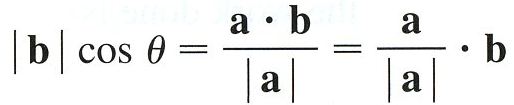 |b| cos θ = a · b / |a| = a / |a| · b